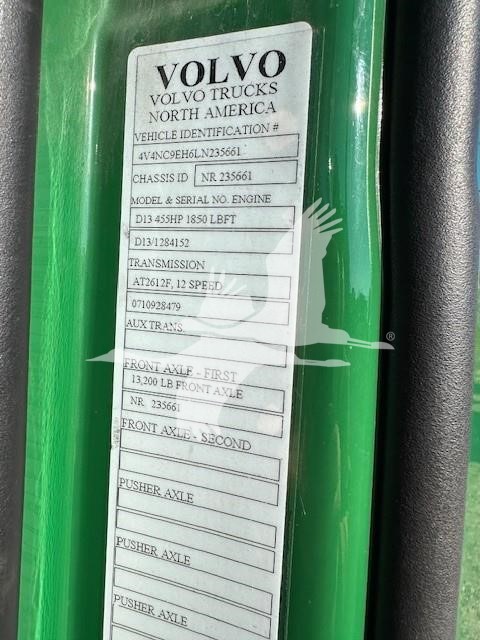 VOLVO
VOLVO TRUCKS
NORTH AMERICA
VEHICLE IDENTIFICATION #
4V4NC9EH6LN235661
CHASSIS ID NR 235661
MODEL & SERIAL NO. ENGINE
D13 455HP 1850 LBFT
D13/1284152
TRANSMISSION
AT2612F, 12 SPEED
0710928479
AUX TRANS.
FRONT AXLE - FIRST
13,200 LB FRONT AXLE
NR 235661
FRONT AXLE - SECOND
PUSHER AXLE
PUSHER AXLE
PUSHER AXLE
®